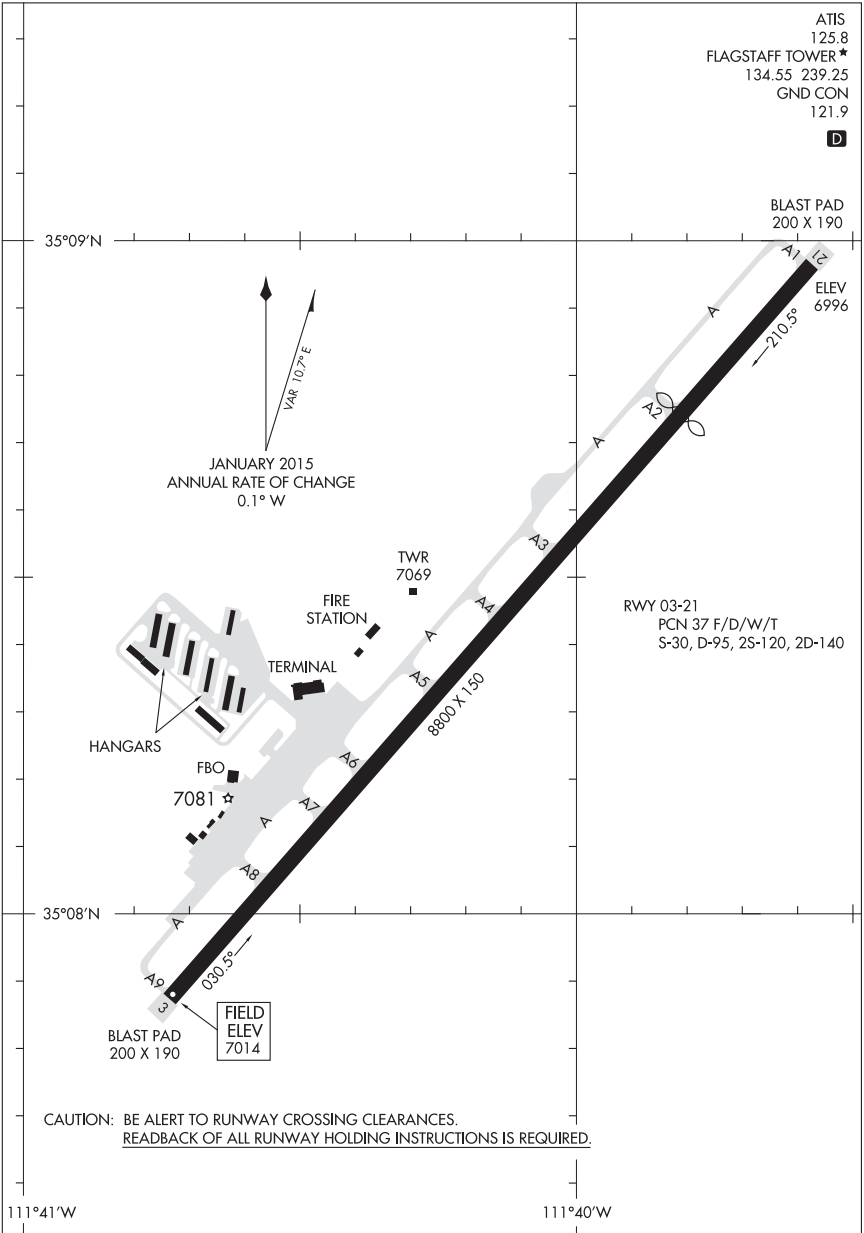 ATIS
125.8
FLAGSTAFF TOWER★
134.55 239.25
GND CON
121.9
D
BLAST PAD
200 X 190
35°09'N
A1
21
ELEV
6996
A
210.5°
VAR 10.7° E
A2
A
JANUARY 2015
ANNUAL RATE OF CHANGE
0.1° W
A3
TWR
7069
FIRE
STATION
A4
RWY 03-21
PCN 37 F/D/W/T
S-30, D-95, 2S-120, 2D-140
A
TERMINAL
A5
8800 X 150
HANGARS
A6
FBO
7081
A7
A
A8
35°08'N
A
030.5°
A9
3
FIELD
ELEV
7014
BLAST PAD
200 X 190
CAUTION: BE ALERT TO RUNWAY CROSSING CLEARANCES.
READBACK OF ALL RUNWAY HOLDING INSTRUCTIONS IS REQUIRED.
111°41'W
111°40'W